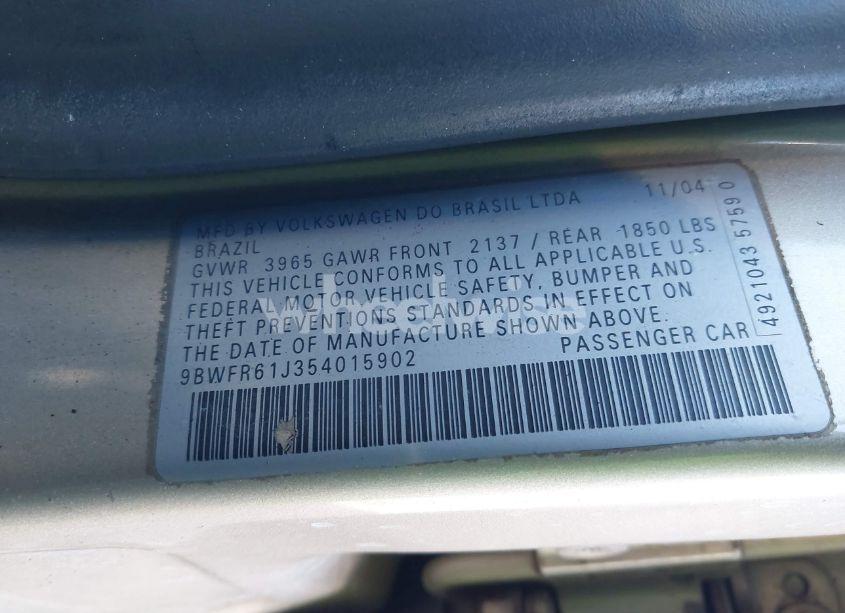 MFD BY VOLKSWAGEN DO BRASIL LTDA 11/04
BRAZIL
GVWR 3965 GAWR FRONT 2137 / REAR 1850 LBS
THIS VEHICLE CONFORMS TO ALL APPLICABLE U.S.
FEDERAL MOTOR VEHICLE SAFETY, BUMPER AND
THEFT PREVENTIONS STANDARDS IN EFFECT ON
THE DATE OF MANUFACTURE SHOWN ABOVE.
9BWFR61J354015902 PASSENGER CAR
49210435759 0
wheelwise